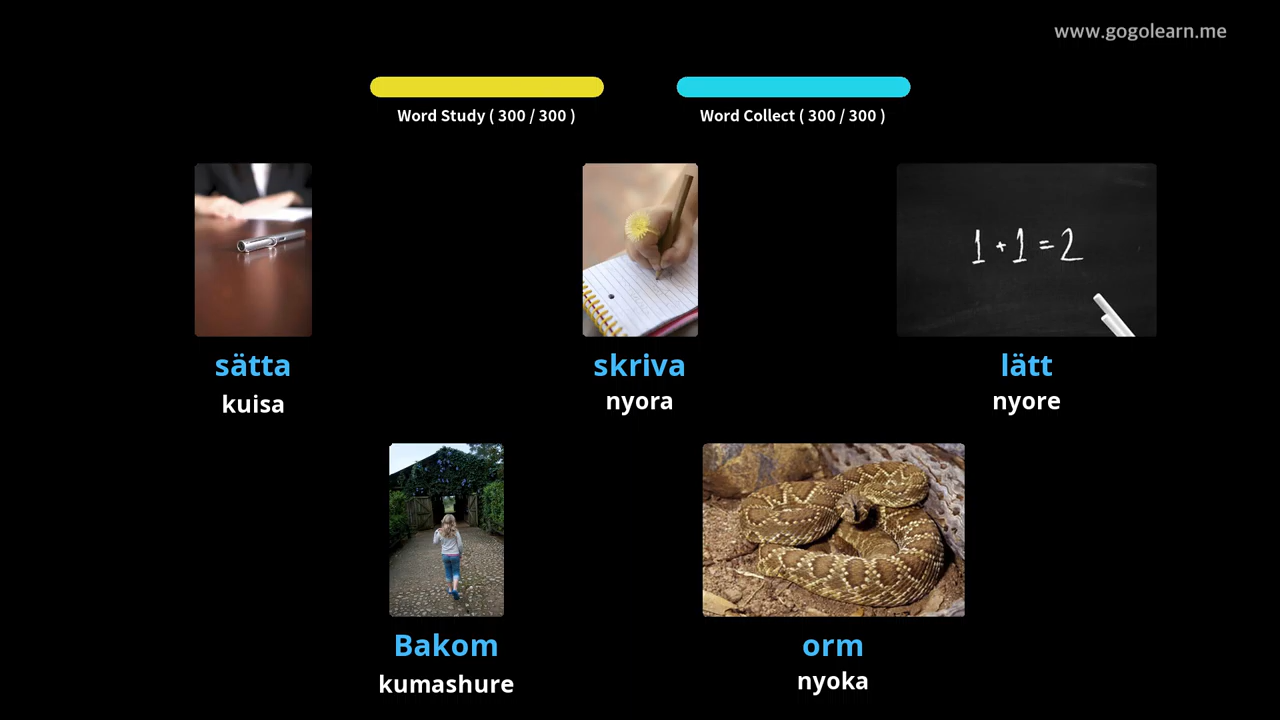 www.gogolearn.me
Word Study ( 300 / 300 )
Word Collect ( 300 / 300 )
1 + 1 = 2
sätta
kuisa
skriva
nyora
lätt
nyore
Bakom
kumashure
orm
nyoka